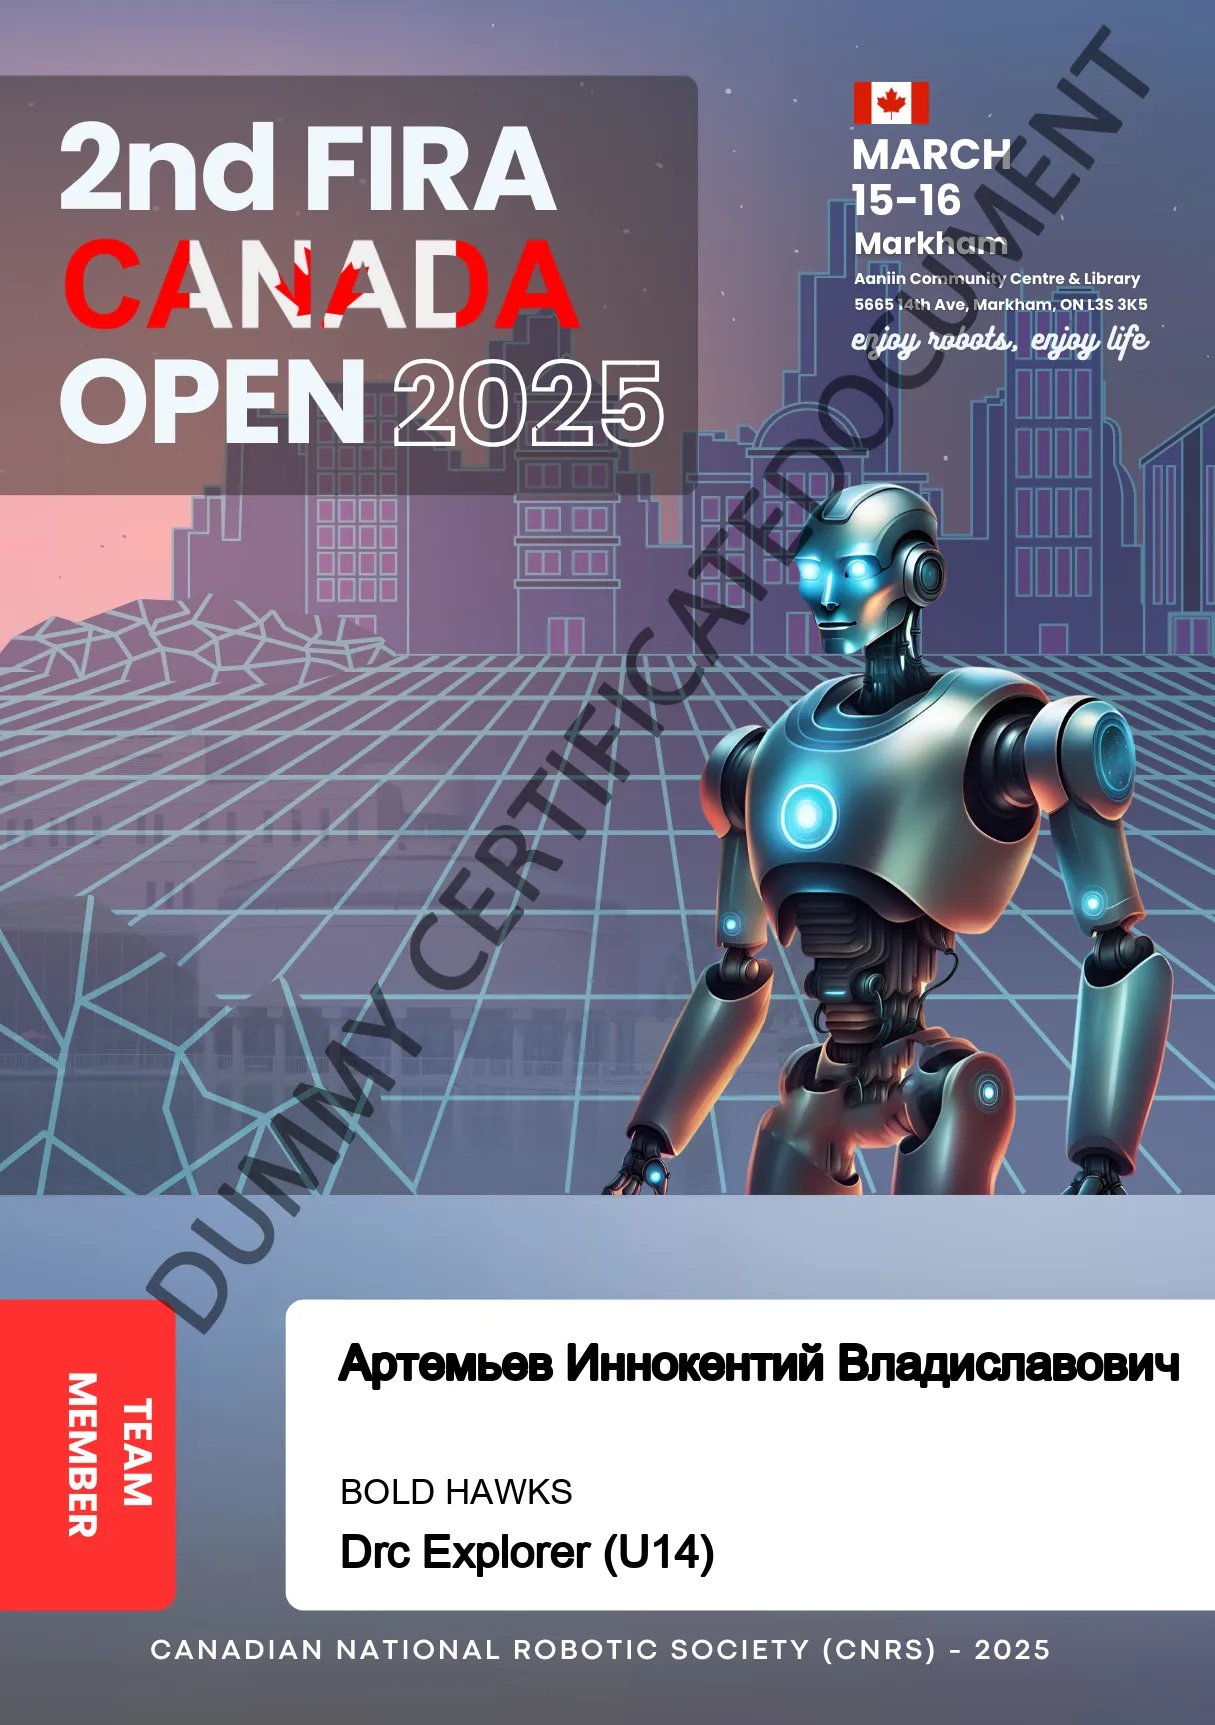 2nd FIRA
CANADA
OPEN 2025
MARCH
15-16
Markham
Aaniin Community Centre & Library
5665 14th Ave, Markham, ON L3S 3K5
enjoy robots, enjoy life
DUMMY CERTIFICATEDOCUMENT
TEAM
MEMBER
Артемьев Иннокентий Владиславович
BOLD HAWKS
Drc Explorer (U14)
CANADIAN NATIONAL ROBOTIC SOCIETY (CNRS) - 2025